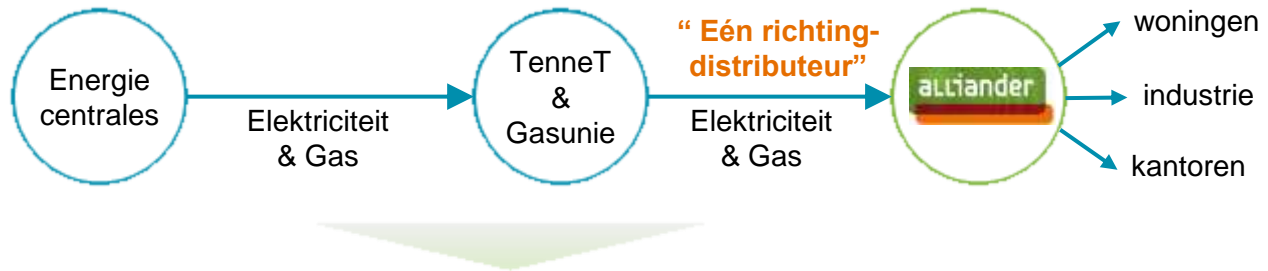 Energie
centrales
Elektriciteit
& Gas
TenneT
&
Gasunie
“ Eén richting-
distributeur”
Elektriciteit
& Gas
alliander
woningen
industrie
kantoren